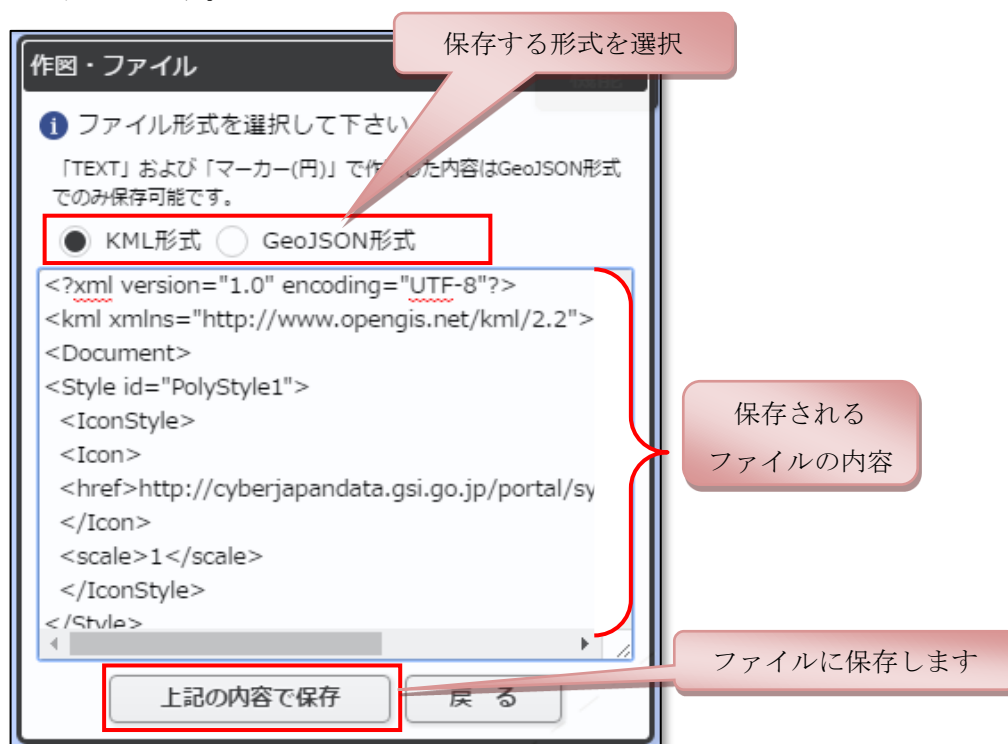 保存する形式を選択
作図・ファイル
ファイル形式を選択して下さい
「TEXT」および「マーカー(円)」で作 した内容はGeoJSON形式
でのみ保存可能です。
KML形式 GeoJSON形式
<?xml version="1.0" encoding="UTF-8"?>
<kml xmlns="http://www.opengis.net/kml/2.2">
<Document>
<Style id="PolyStyle1">
<IconStyle>
<Icon>
<href>http://cyberjapandata.gsi.go.jp/portal/sy
</Icon>
<scale>1</scale>
</IconStyle>
</Style>
保存される
ファイルの内容
ファイルに保存します
上記の内容で保存 戻 る